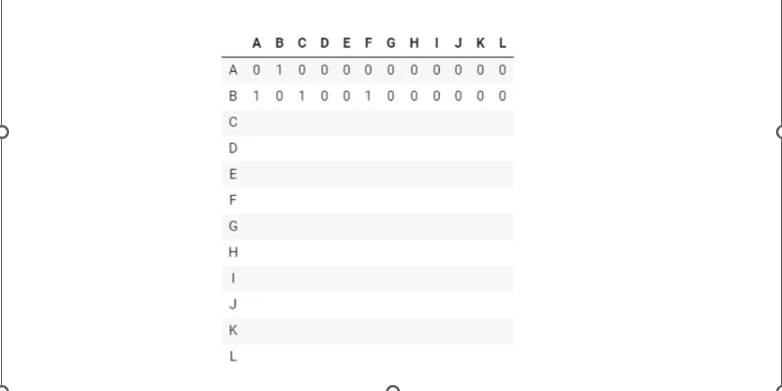 A B C D E F G H I J K L
A 0 1 0 0 0 0 0 0 0 0 0 0
B 1 0 1 0 0 1 0 0 0 0 0 0
C
D
E
F
G
H
I
J
K
L